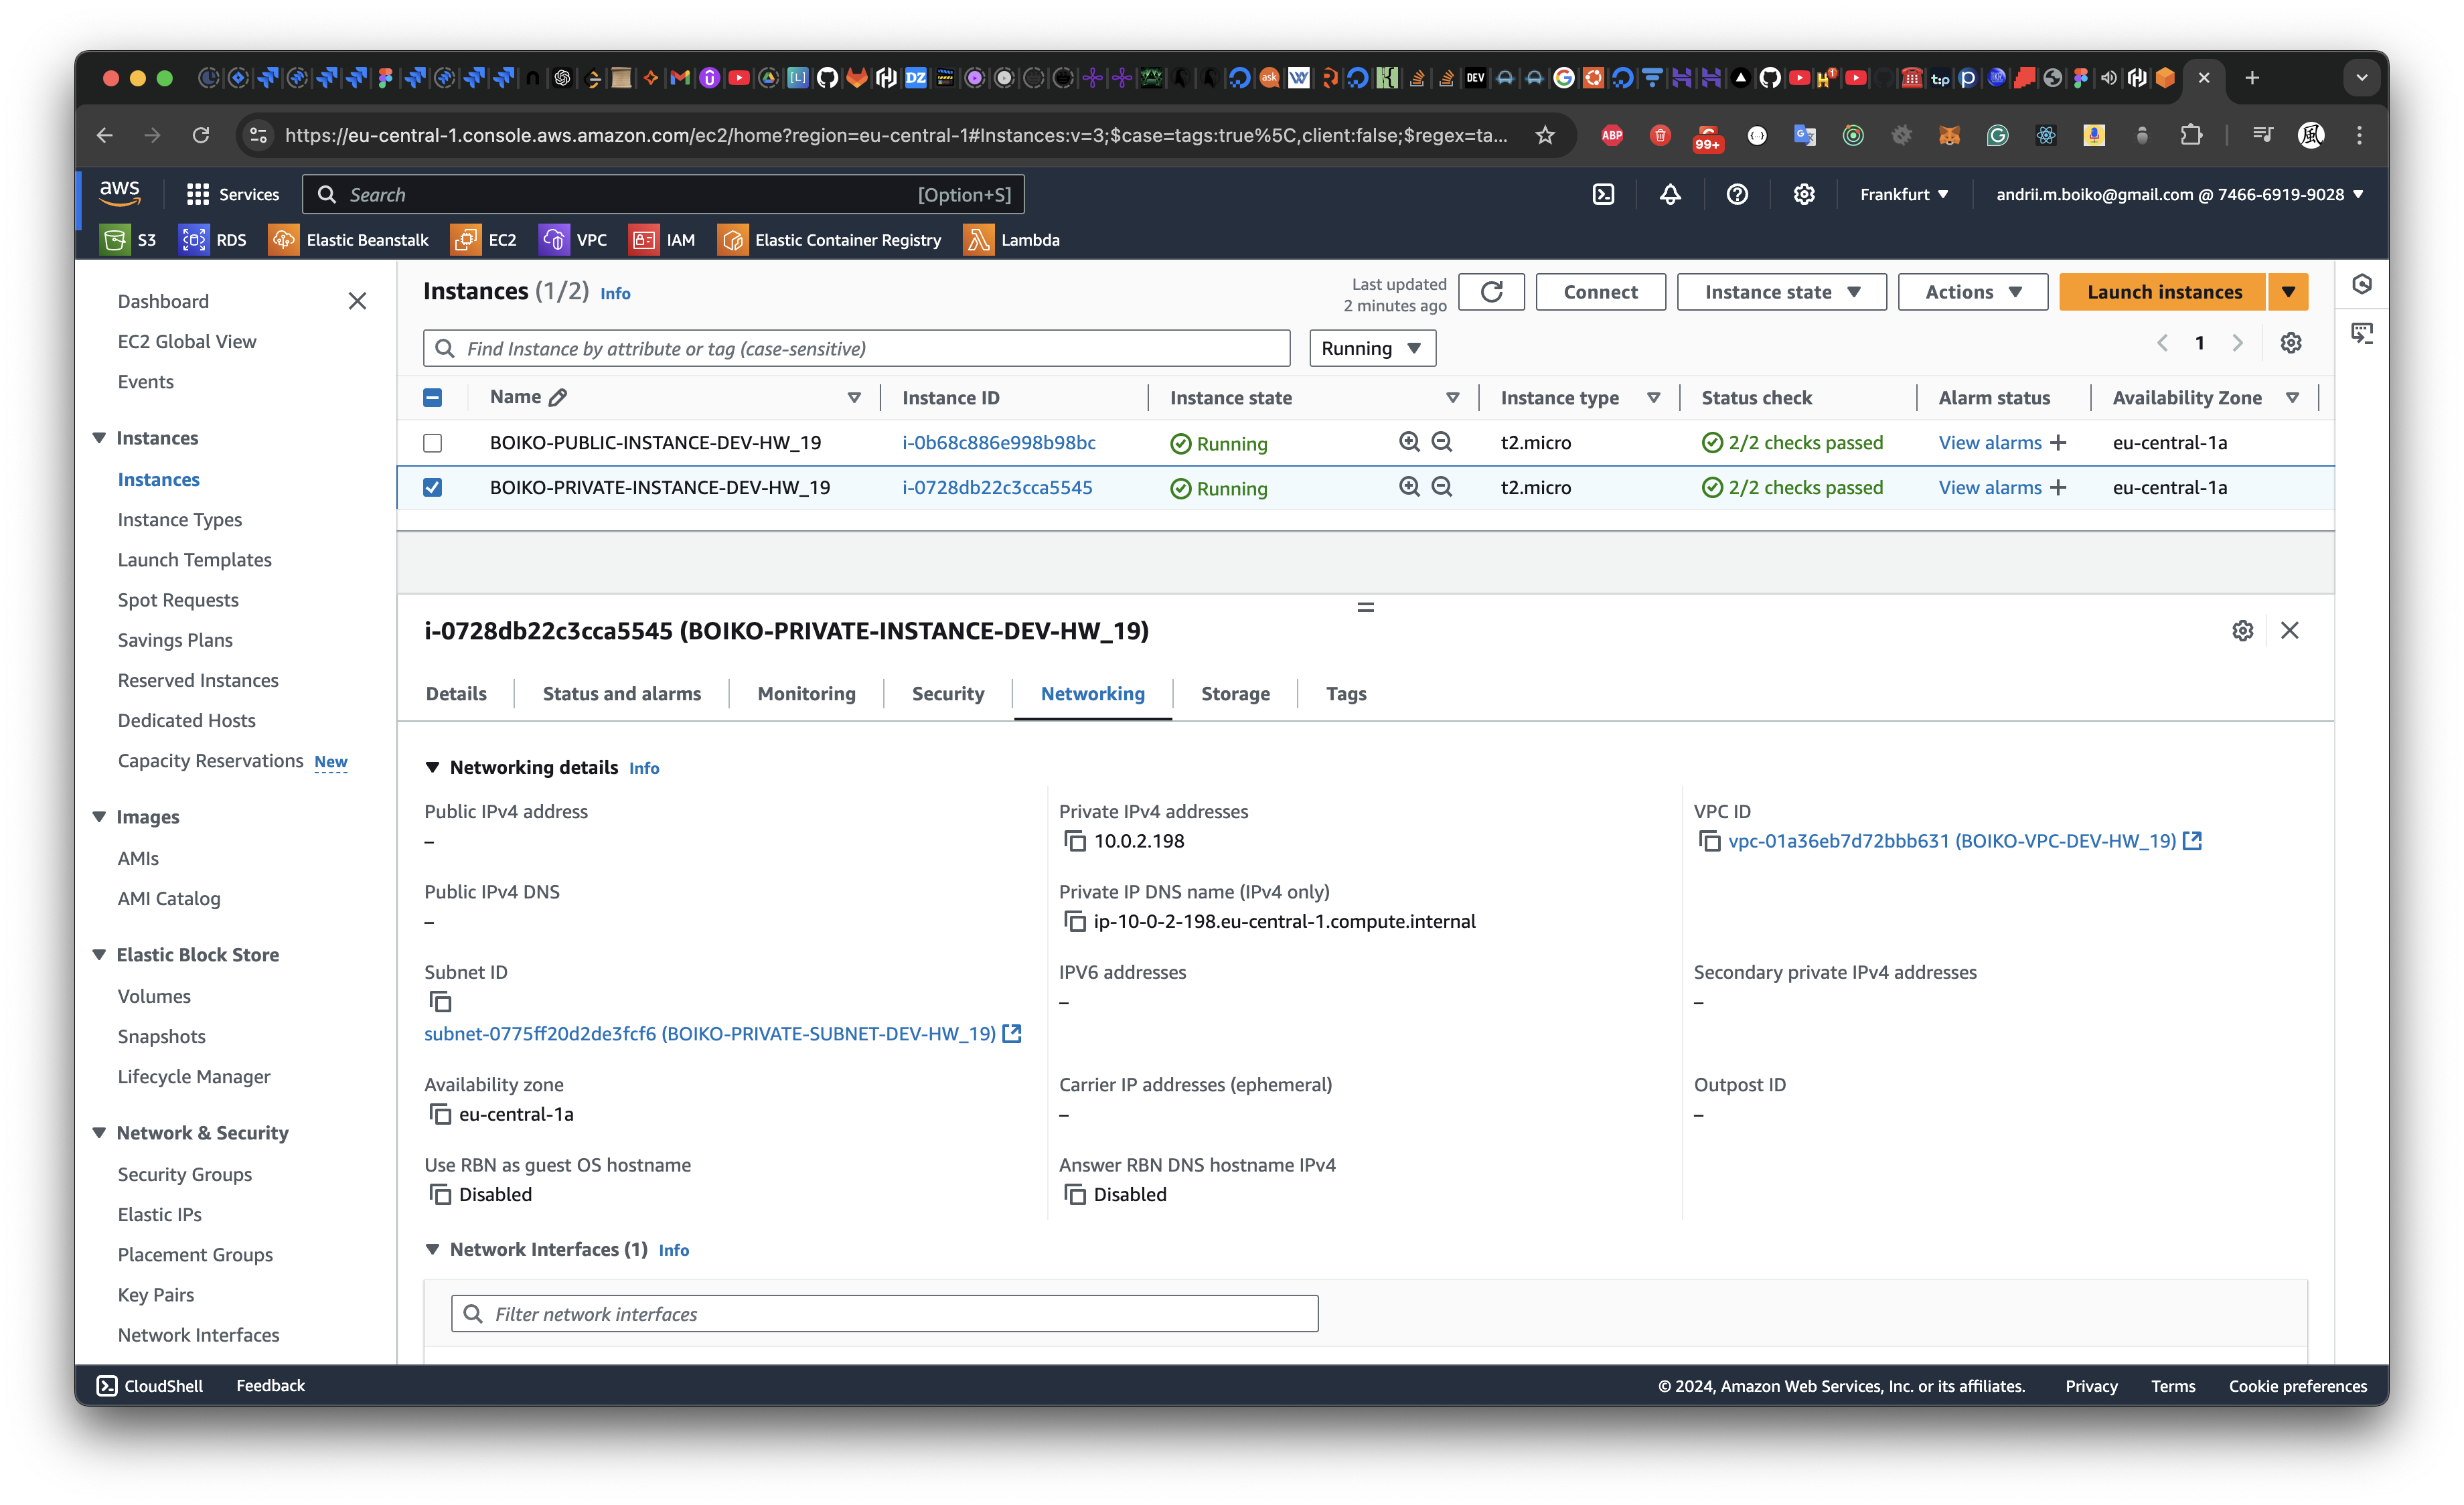 https://eu-central-1.console.aws.amazon.com/ec2/home?region=eu-central-1#Instances:v=3;$case=tags:true%5C,client:false;$regex=ta...
ABP
99+
aws
Services
Search
[Option+S]
Frankfurt
andrii.m.boiko@gmail.com @ 7466-6919-9028
S3
RDS
Elastic Beanstalk
EC2
VPC
IAM
Elastic Container Registry
Lambda
Dashboard
EC2 Global View
Events
Instances
Instances
Instance Types
Launch Templates
Spot Requests
Savings Plans
Reserved Instances
Dedicated Hosts
Capacity Reservations New
Images
AMIs
AMI Catalog
Elastic Block Store
Volumes
Snapshots
Lifecycle Manager
Network & Security
Security Groups
Elastic IPs
Placement Groups
Key Pairs
Network Interfaces
Instances (1/2) Info
Last updated
2 minutes ago
Connect
Instance state
Actions
Launch instances
Find Instance by attribute or tag (case-sensitive)
Running
1
Name Instance ID Instance state Instance type Status check Alarm status Availability Zone
BOIKO-PUBLIC-INSTANCE-DEV-HW_19 i-0b68c886e998b98bc Running t2.micro 2/2 checks passed View alarms + eu-central-1a
BOIKO-PRIVATE-INSTANCE-DEV-HW_19 i-0728db22c3cca5545 Running t2.micro 2/2 checks passed View alarms + eu-central-1a
i-0728db22c3cca5545 (BOIKO-PRIVATE-INSTANCE-DEV-HW_19)
Details
Status and alarms
Monitoring
Security
Networking
Storage
Tags
Networking details Info
Public IPv4 address
–
Private IPv4 addresses
10.0.2.198
VPC ID
vpc-01a36eb7d72bbb631 (BOIKO-VPC-DEV-HW_19)
Public IPv4 DNS
–
Private IP DNS name (IPv4 only)
ip-10-0-2-198.eu-central-1.compute.internal
Subnet ID
subnet-0775ff20d2de3fcf6 (BOIKO-PRIVATE-SUBNET-DEV-HW_19)
IPV6 addresses
–
Secondary private IPv4 addresses
–
Availability zone
eu-central-1a
Carrier IP addresses (ephemeral)
–
Outpost ID
–
Use RBN as guest OS hostname
Disabled
Answer RBN DNS hostname IPv4
Disabled
Network Interfaces (1) Info
Filter network interfaces
CloudShell
Feedback
© 2024, Amazon Web Services, Inc. or its affiliates.
Privacy
Terms
Cookie preferences